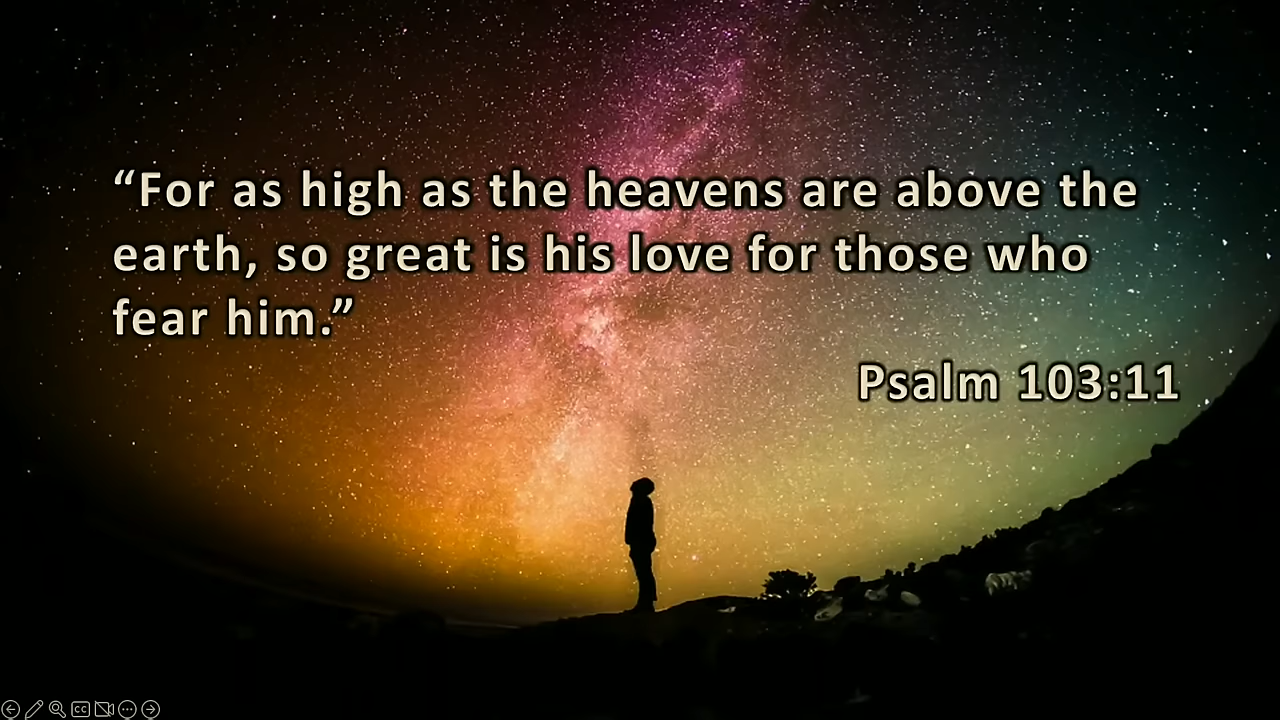 “For as high as the heavens are above the
earth, so great is his love for those who
fear him.”
Psalm 103:11
CC